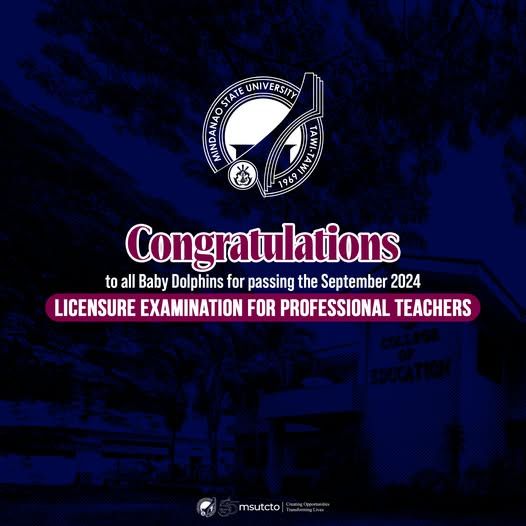 MINDANAO STATE UNIVERSITY
TAWI-TAWI 1969
Congratulations
to all Baby Dolphins for passing the September 2024
LICENSURE EXAMINATION FOR PROFESSIONAL TEACHERS
COLLEGE
OF
EDUCATION
55 msutcto
Creating Opportunities
Transforming Lives